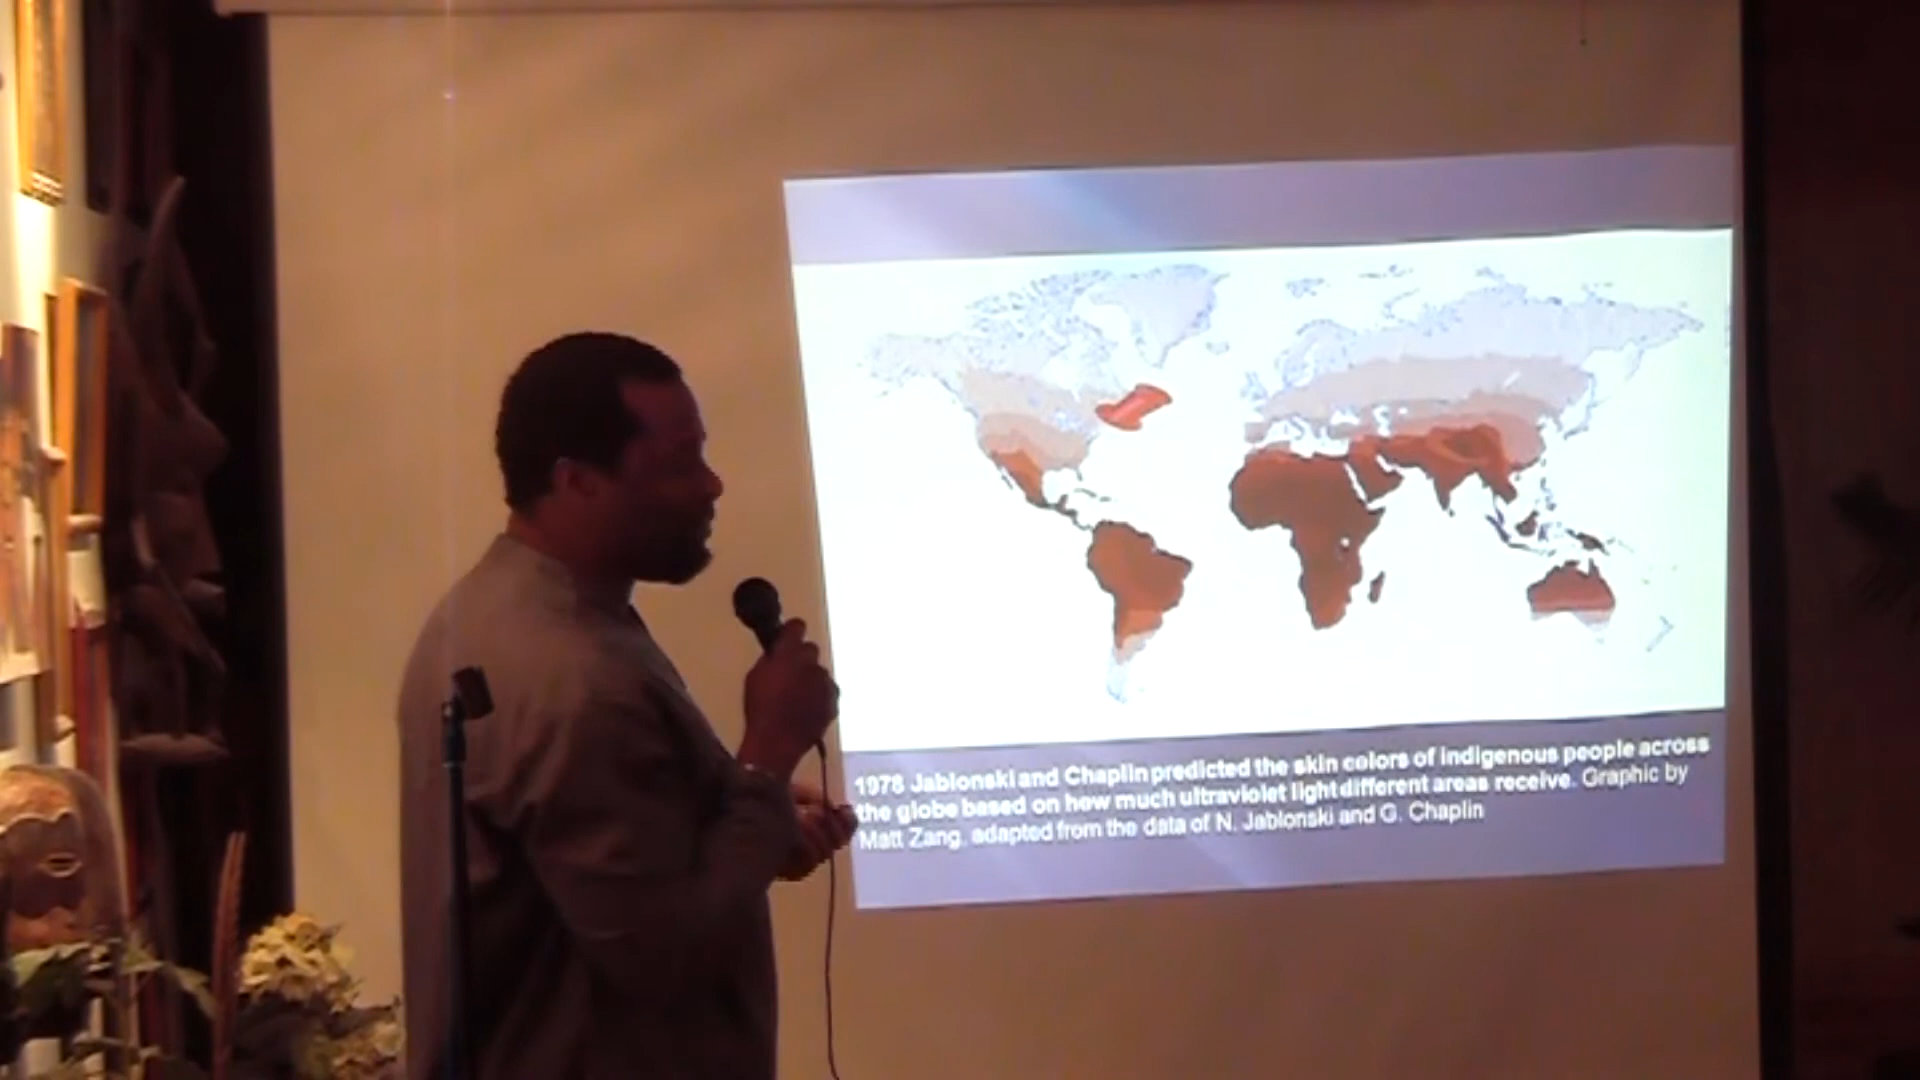 1978 Jablonski and Chaplin predicted the skin colors of indigenous people across
the globe based on how much ultraviolet light different areas receive. Graphic by
Matt Zang, adapted from the data of N. Jablonski and G. Chaplin